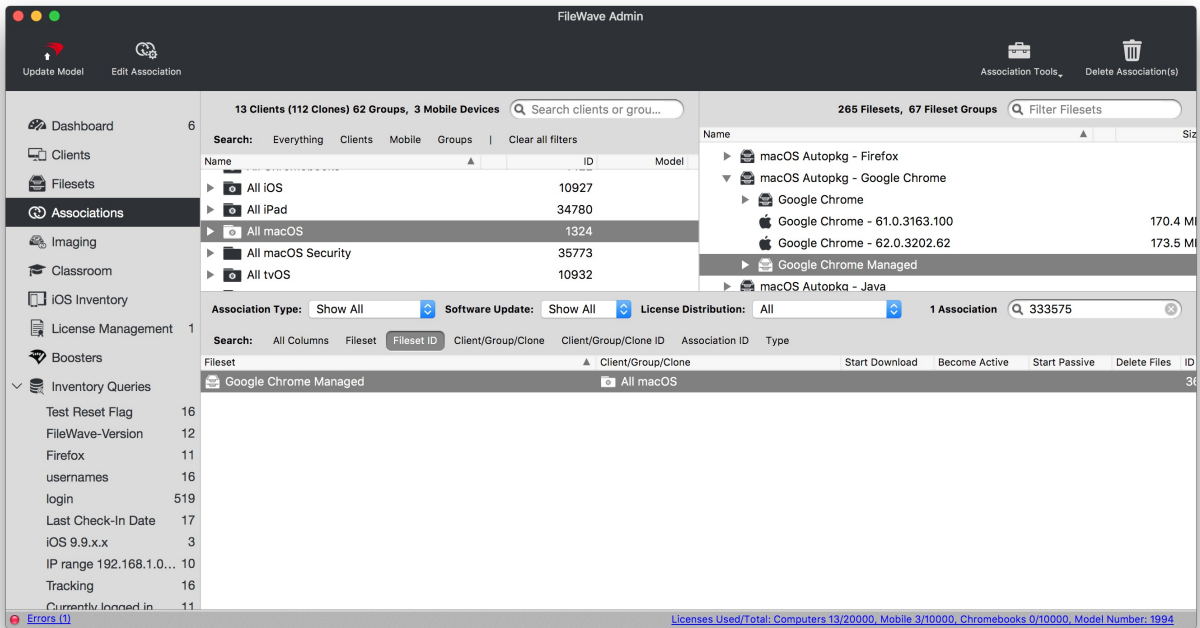 FileWave Admin
Update Model
Edit Association
Association Tools
Delete Association(s)
Dashboard 6
Clients
Filesets
Associations
Imaging
Classroom
iOS Inventory
License Management 1
Boosters
Inventory Queries
Test Reset Flag 16
FileWave-Version 12
Firefox 11
usernames 16
login 519
Last Check-In Date 17
iOS 9.9.x.x 3
IP range 192.168.1.0... 10
Tracking 16
Currently logged in 11
13 Clients (112 Clones) 62 Groups, 3 Mobile Devices
Search clients or grou...
Search: Everything Clients Mobile Groups | Clear all filters
Name ID Model
All iOS 10927
All iPad 34780
All macOS 1324
All macOS Security 35773
All tvOS 10932
265 Filesets, 67 Fileset Groups
Filter Filesets
Name Siz
macOS Autopkg - Firefox
macOS Autopkg - Google Chrome
Google Chrome
Google Chrome - 61.0.3163.100 170.4 MI
Google Chrome - 62.0.3202.62 173.5 MI
Google Chrome Managed
macOS Autopkg - Java
Association Type: Show All Software Update: Show All License Distribution: All 1 Association 333575
Search: All Columns Fileset Fileset ID Client/Group/Clone Client/Group/Clone ID Association ID Type
Fileset Client/Group/Clone Start Download Become Active Start Passive Delete Files ID
Google Chrome Managed All macOS 36
Errors (1)
Licenses Used/Total: Computers 13/20000, Mobile 3/10000, Chromebooks 0/10000, Model Number: 1994